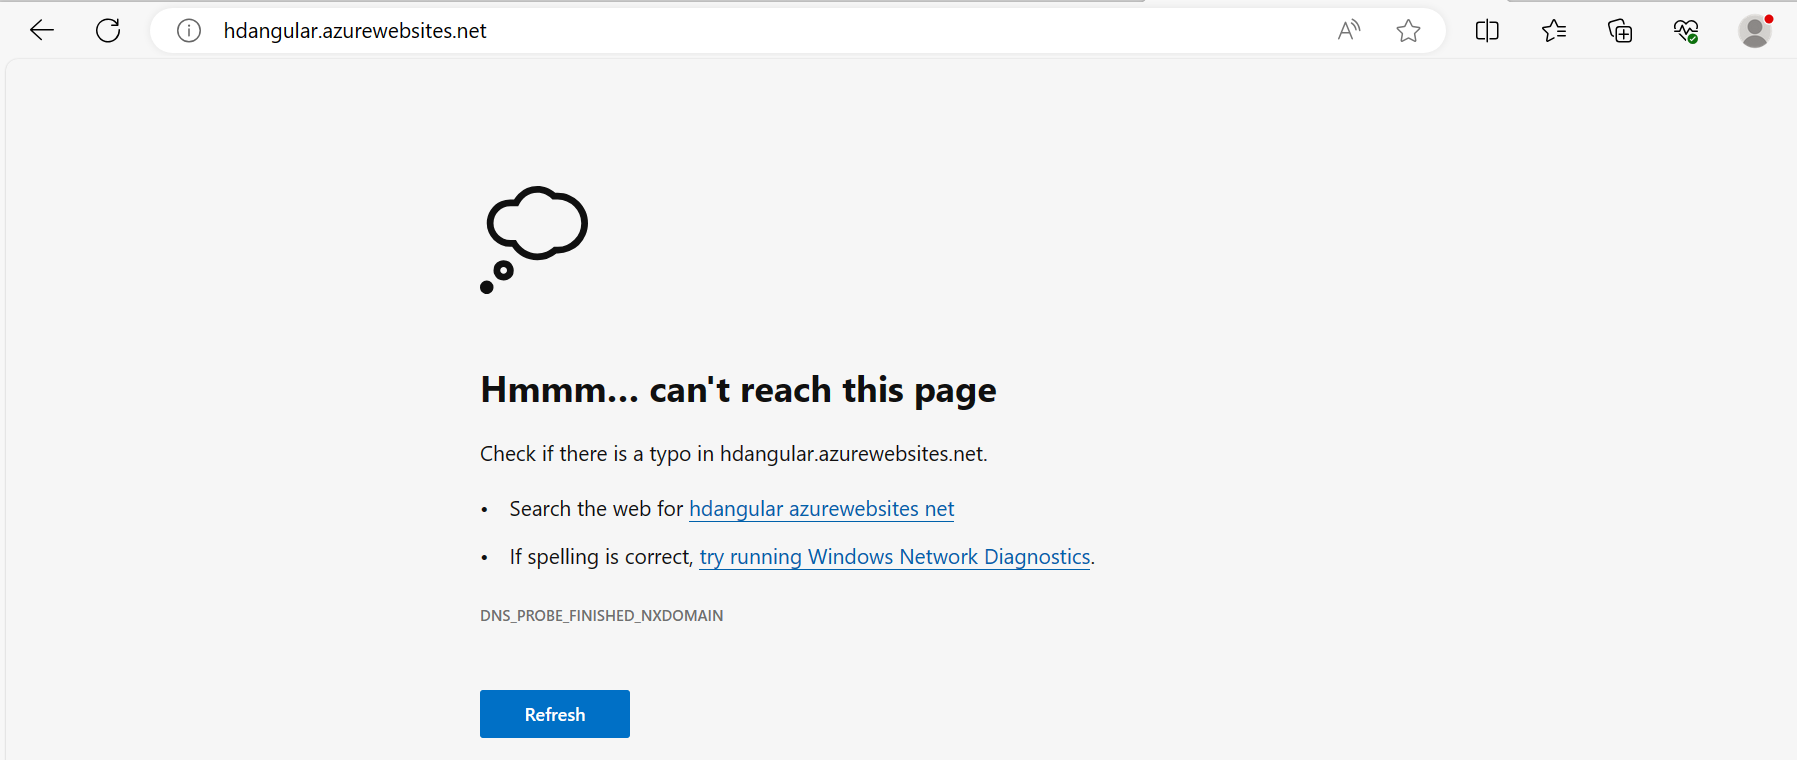 hdangular.azurewebsites.net
Hmmm... can't reach this page
Check if there is a typo in hdangular.azurewebsites.net.
• Search the web for hdangular azurewebsites net
• If spelling is correct, try running Windows Network Diagnostics.
DNS_PROBE_FINISHED_NXDOMAIN
Refresh